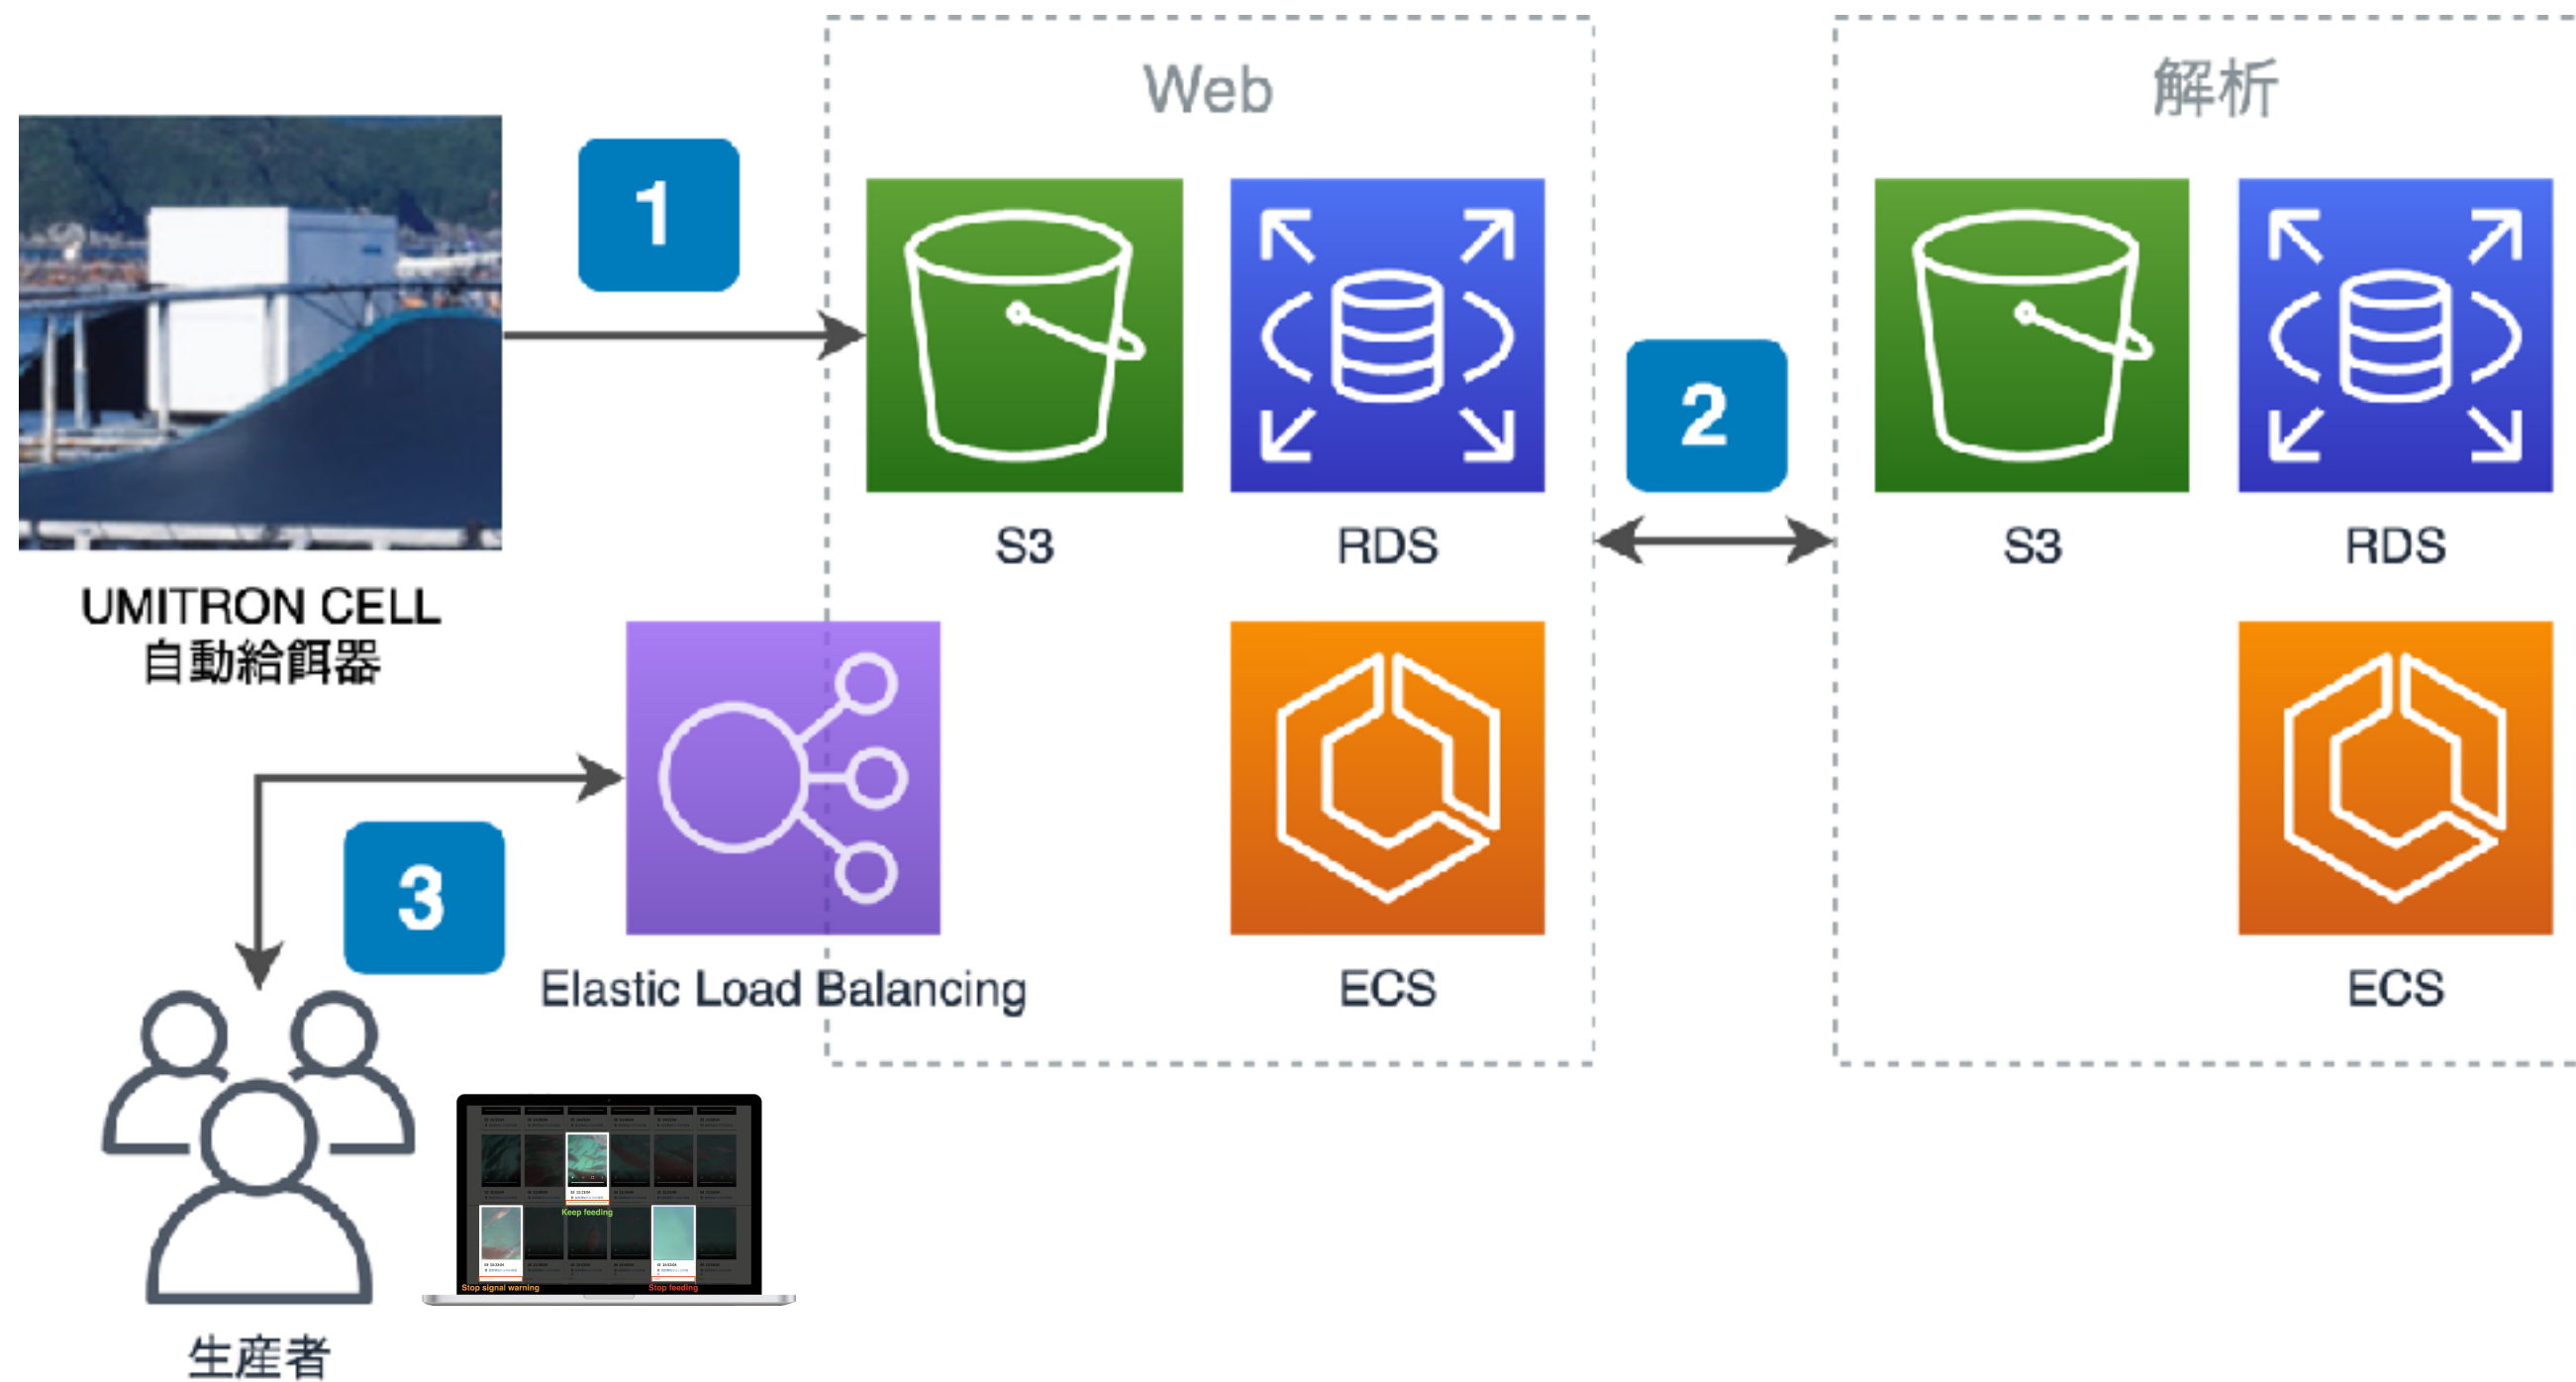 Web
解析
1
S3
RDS
2
S3
RDS
UMITRON CELL
自動給餌器
3
Elastic Load Balancing
ECS
ECS
Keep feeding
Stop signal warning
Stop feeding
生産者